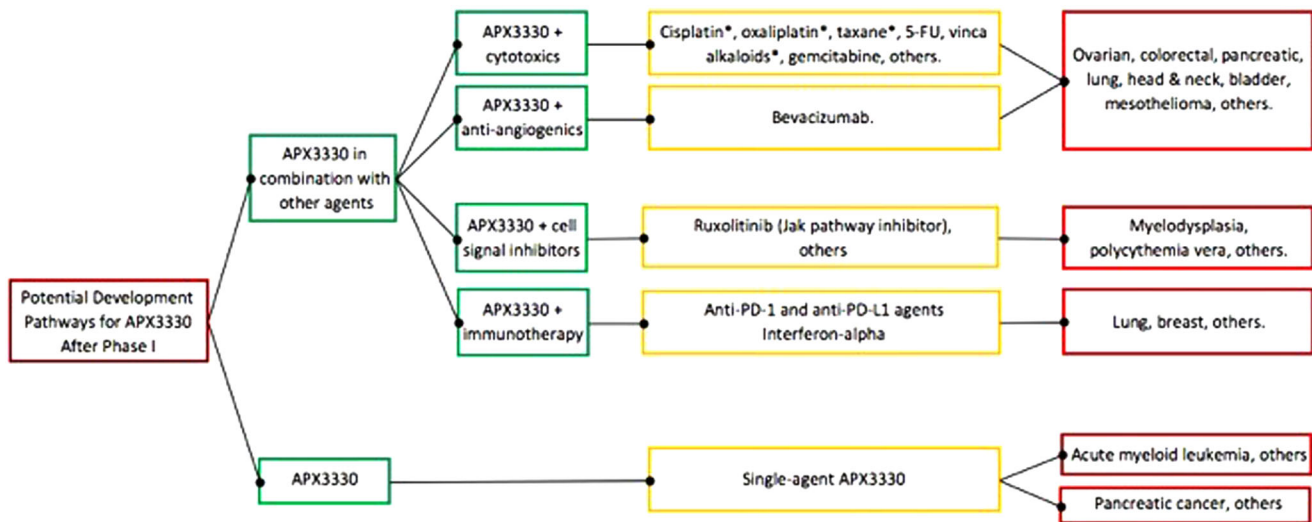 APX3330 +
cytotoxics
Cisplatin*, oxaliplatin*, taxane*, 5-FU, vinca
alkaloids*, gemcitabine, others.
Ovarian, colorectal, pancreatic,
lung, head & neck, bladder,
mesothelioma, others.
APX3330 +
anti-angiogenics
Bevacizumab.
APX3330 in
combination with
other agents
APX3330 + cell
signal inhibitors
Ruxolitinib (Jak pathway inhibitor),
others
Myelodysplasia,
polycythemia vera, others.
Potential Development
Pathways for APX3330
After Phase I
APX3330 +
immunotherapy
Anti-PD-1 and anti-PD-L1 agents
Interferon-alpha
Lung, breast, others.
APX3330
Single-agent APX3330
Acute myeloid leukemia, others
Pancreatic cancer, others